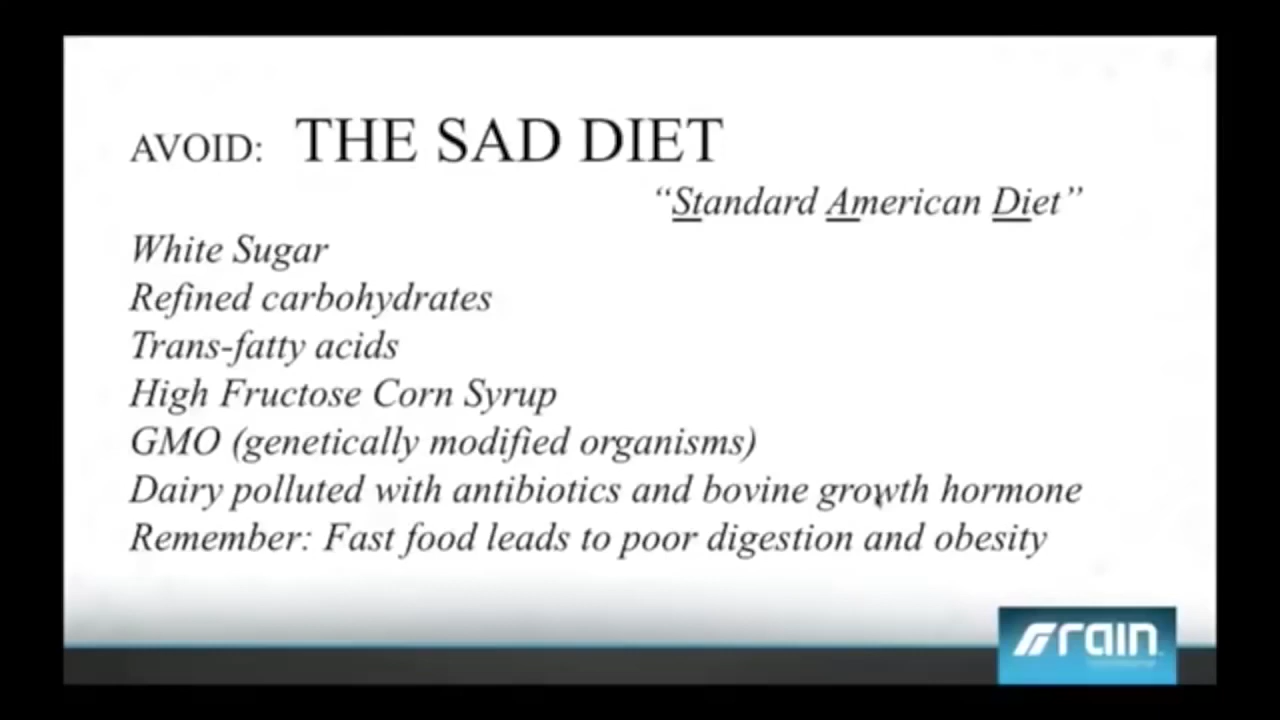 AVOID: THE SAD DIET
“Standard American Diet”
White Sugar
Refined carbohydrates
Trans-fatty acids
High Fructose Corn Syrup
GMO (genetically modified organisms)
Dairy polluted with antibiotics and bovine growth hormone
Remember: Fast food leads to poor digestion and obesity
rain